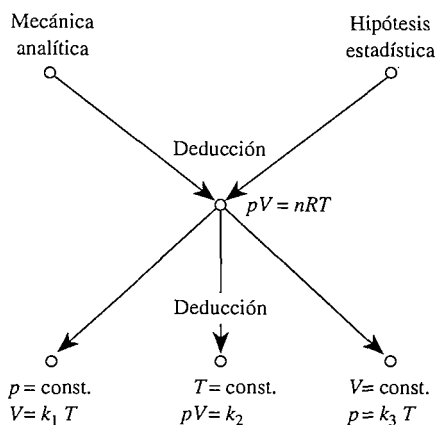 Mecánica
analítica
Hipótesis
estadística
Deducción
pV = nRT
Deducción
p = const.
V = k₁ T
T = const.
pV = k₂
V = const.
p = k₃ T